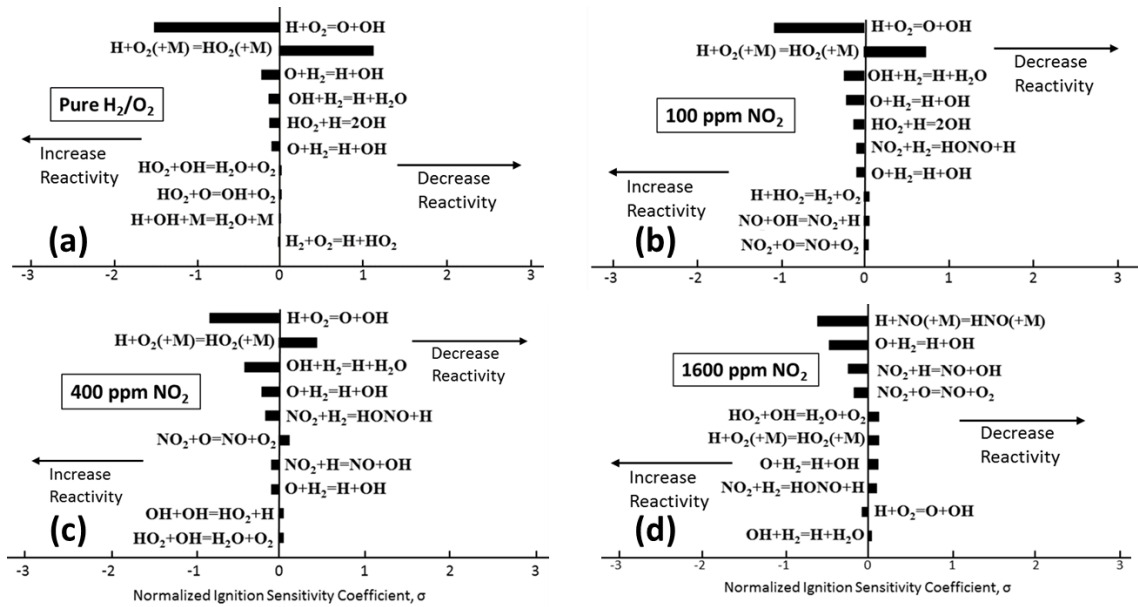 H+O₂=O+OH
H+O₂(+M)=HO₂(+M)
O+H₂=H+OH
OH+H₂=H+H₂O
HO₂+H=2OH
O+H₂=H+OH
HO₂+OH=H₂O+O₂
HO₂+O=OH+O₂
H+OH+M=H₂O+M
H₂+O₂=H+HO₂
Pure H₂/O₂
Increase
Reactivity
Decrease
Reactivity
(a)
-3 -2 -1 0 1 2 3
H+O₂=O+OH
H+O₂(+M)=HO₂(+M)
OH+H₂=H+H₂O
O+H₂=H+OH
HO₂+H=2OH
NO₂+H₂=HONO+H
O+H₂=H+OH
H+HO₂=H₂+O₂
NO+OH=NO₂+H
NO₂+O=NO+O₂
100 ppm NO₂
Decrease
Reactivity
Increase
Reactivity
(b)
-3 -2 -1 0 1 2 3
H+O₂=O+OH
H+O₂(+M)=HO₂(+M)
OH+H₂=H+H₂O
O+H₂=H+OH
NO₂+H₂=HONO+H
NO₂+O=NO+O₂
NO₂+H=NO+OH
O+H₂=H+OH
OH+OH=HO₂+H
HO₂+OH=H₂O+O₂
400 ppm NO₂
Decrease
Reactivity
Increase
Reactivity
(c)
-3 -2 -1 0 1 2 3
Normalized Ignition Sensitivity Coefficient, σ
H+NO(+M)=HNO(+M)
O+H₂=H+OH
NO₂+H=NO+OH
NO₂+O=NO+O₂
HO₂+OH=H₂O+O₂
H+O₂(+M)=HO₂(+M)
O+H₂=H+OH
NO₂+H₂=HONO+H
H+O₂=O+OH
OH+H₂=H+H₂O
1600 ppm NO₂
Decrease
Reactivity
Increase
Reactivity
(d)
-3 -2 -1 0 1 2 3
Normalized Ignition Sensitivity Coefficient, σ